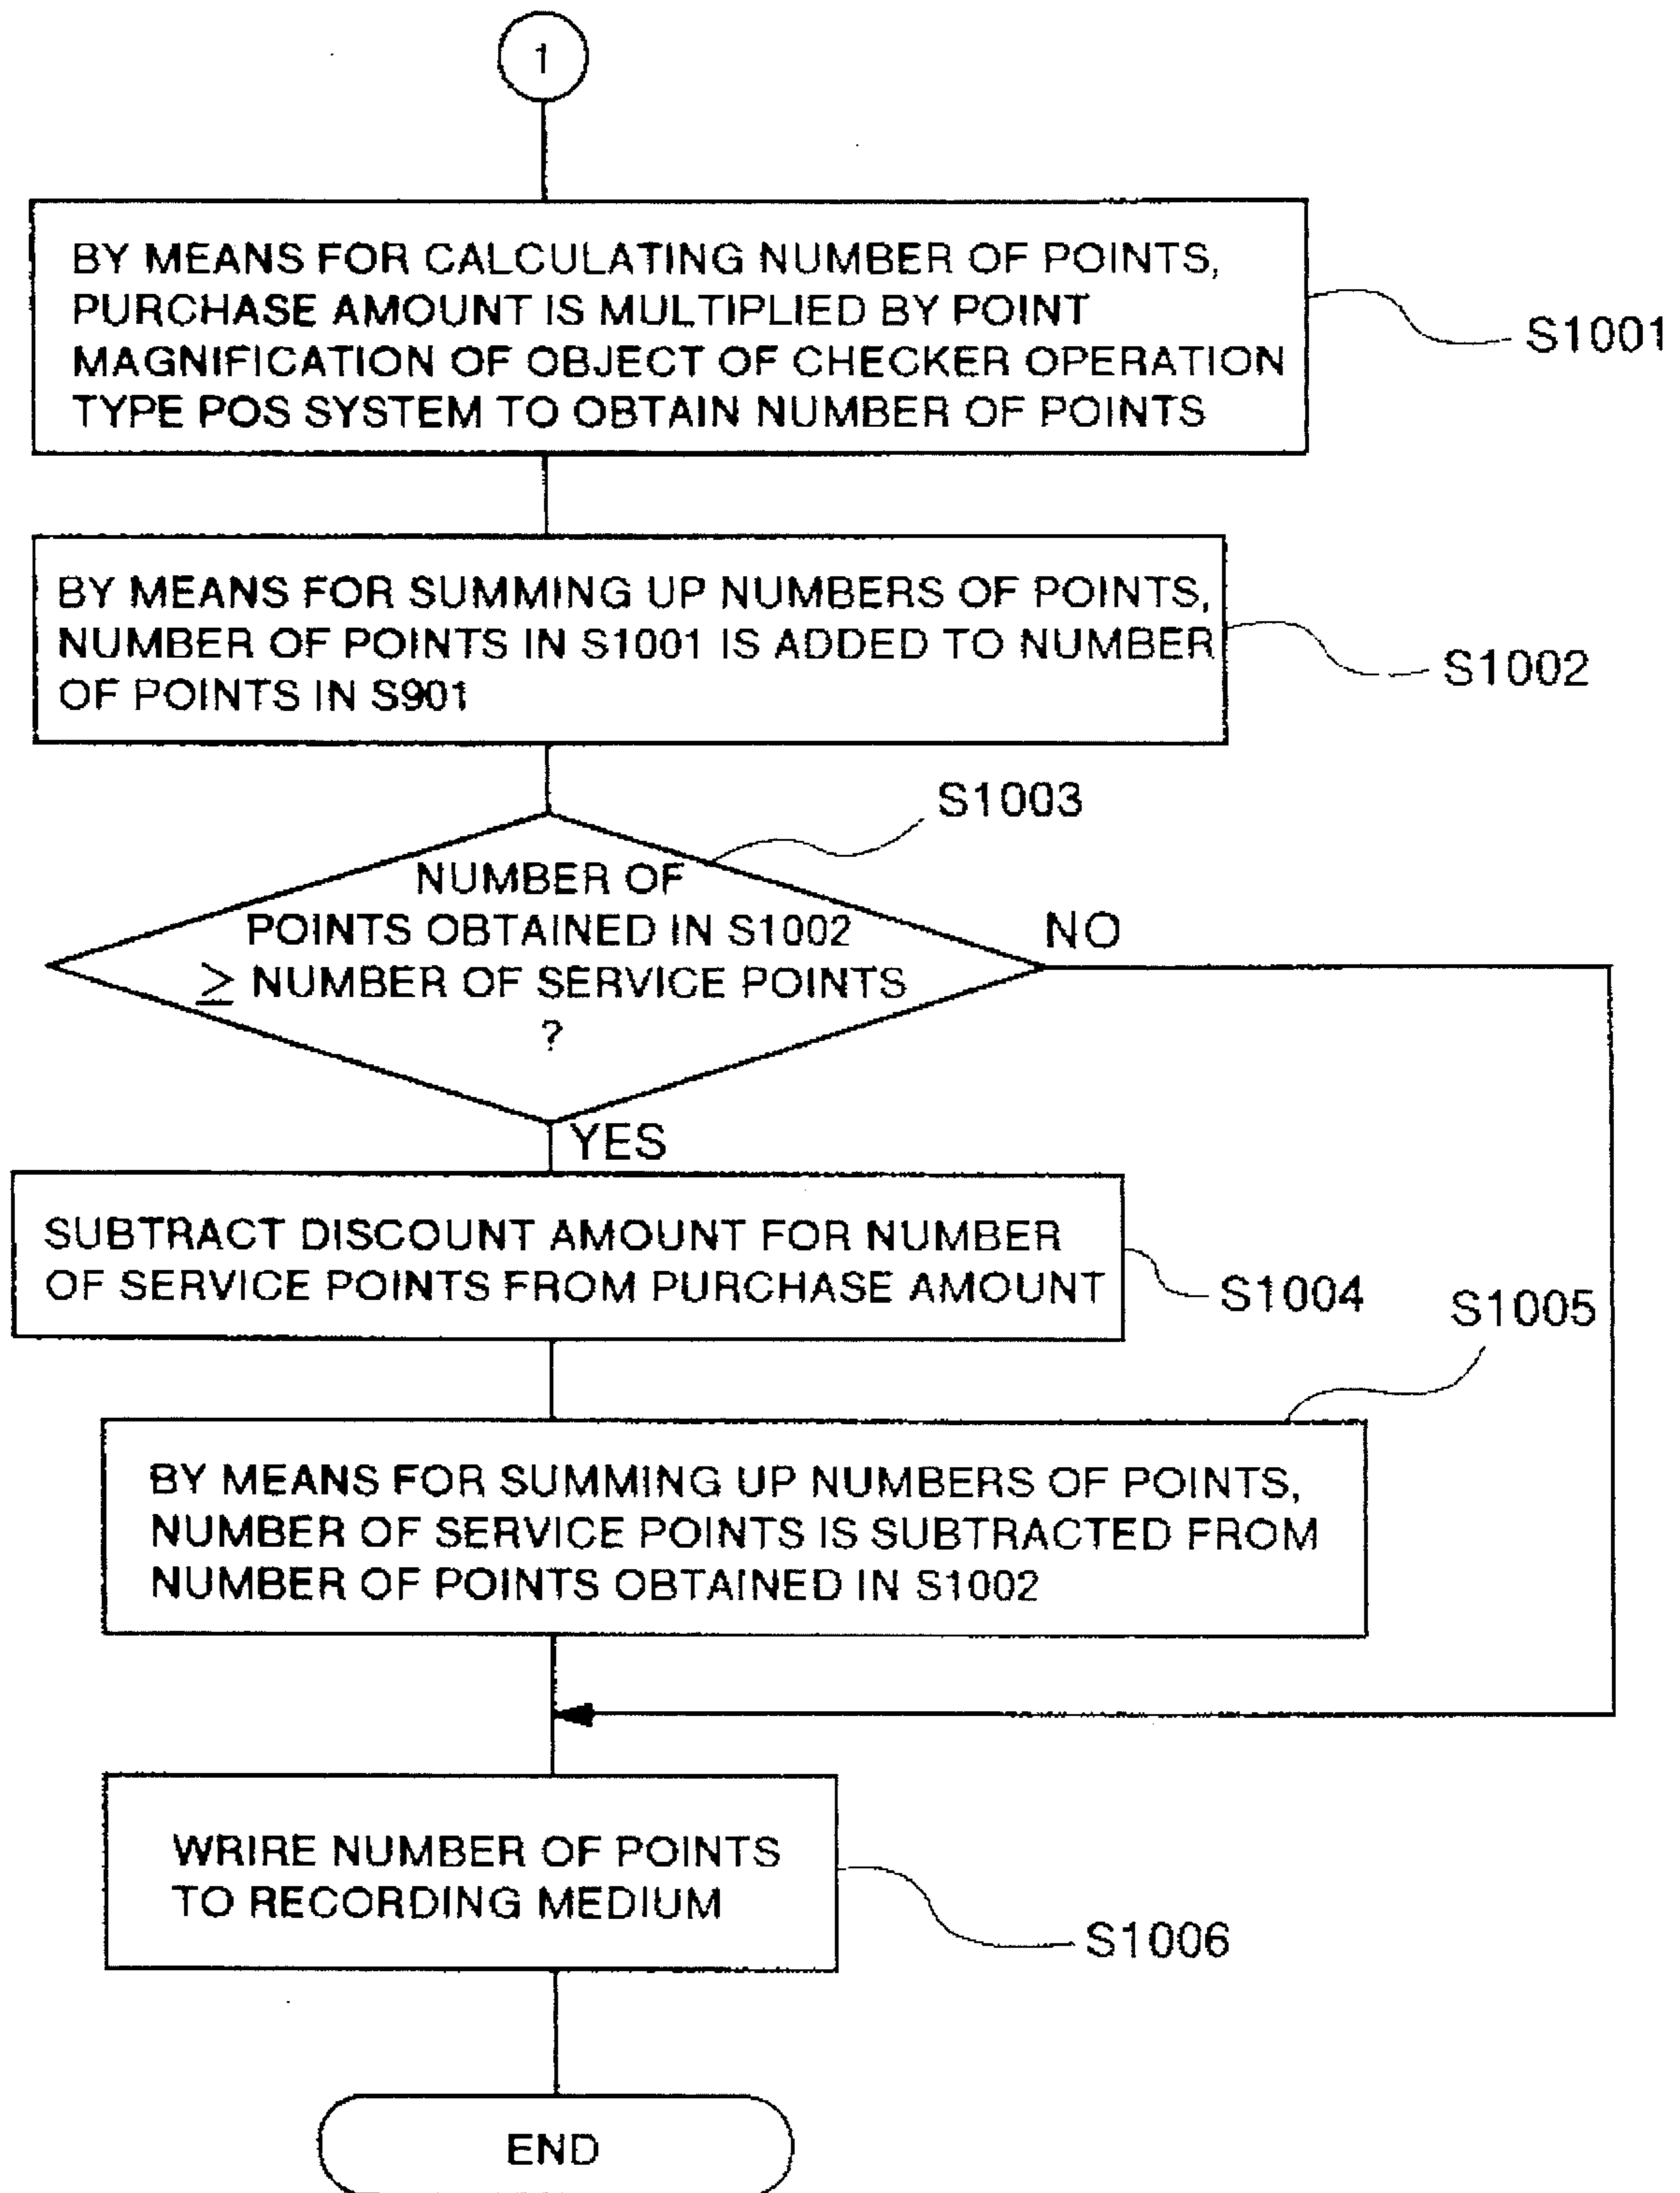 1
BY MEANS FOR CALCULATING NUMBER OF POINTS,
PURCHASE AMOUNT IS MULTIPLIED BY POINT
MAGNIFICATION OF OBJECT OF CHECKER OPERATION
TYPE POS SYSTEM TO OBTAIN NUMBER OF POINTS
S1001
BY MEANS FOR SUMMING UP NUMBERS OF POINTS,
NUMBER OF POINTS IN S1001 IS ADDED TO NUMBER
OF POINTS IN S901
S1002
S1003
NUMBER OF
POINTS OBTAINED IN S1002
≥ NUMBER OF SERVICE POINTS
?
NO
YES
SUBTRACT DISCOUNT AMOUNT FOR NUMBER
OF SERVICE POINTS FROM PURCHASE AMOUNT
S1004
S1005
BY MEANS FOR SUMMING UP NUMBERS OF POINTS,
NUMBER OF SERVICE POINTS IS SUBTRACTED FROM
NUMBER OF POINTS OBTAINED IN S1002
WRIRE NUMBER OF POINTS
TO RECORDING MEDIUM
S1006
END